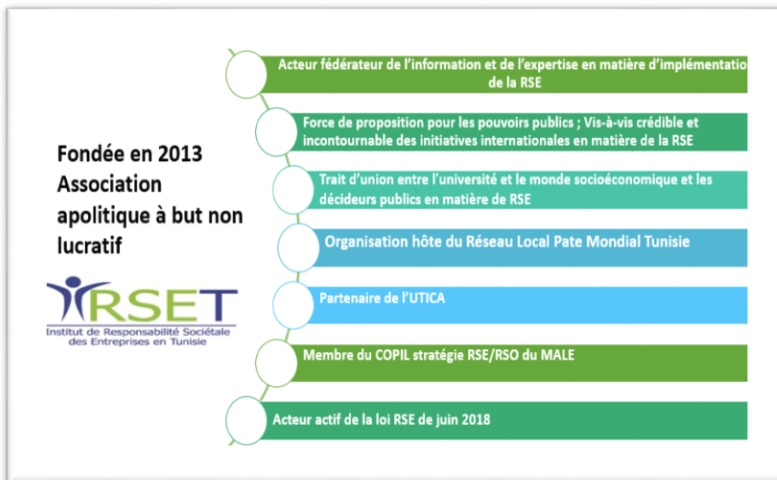 Fondée en 2013
Association
apolitique à but non
lucratif
IRSET
Institut de Responsabilité Sociétale
des Entreprises en Tunisie
Acteur fédérateur de l'information et de l'expertise en matière d'implémentatio
de la RSE
Force de proposition pour les pouvoirs publics ; Vis-à-vis crédible et
incontournable des initiatives internationales en matière de la RSE
Trait d'union entre l'université et le monde socioéconomique et les
décideurs publics en matière de RSE
Organisation hôte du Réseau Local Pate Mondial Tunisie
Partenaire de l'UTICA
Membre du COPIL stratégie RSE/RSO du MALE
Acteur actif de la loi RSE de juin 2018